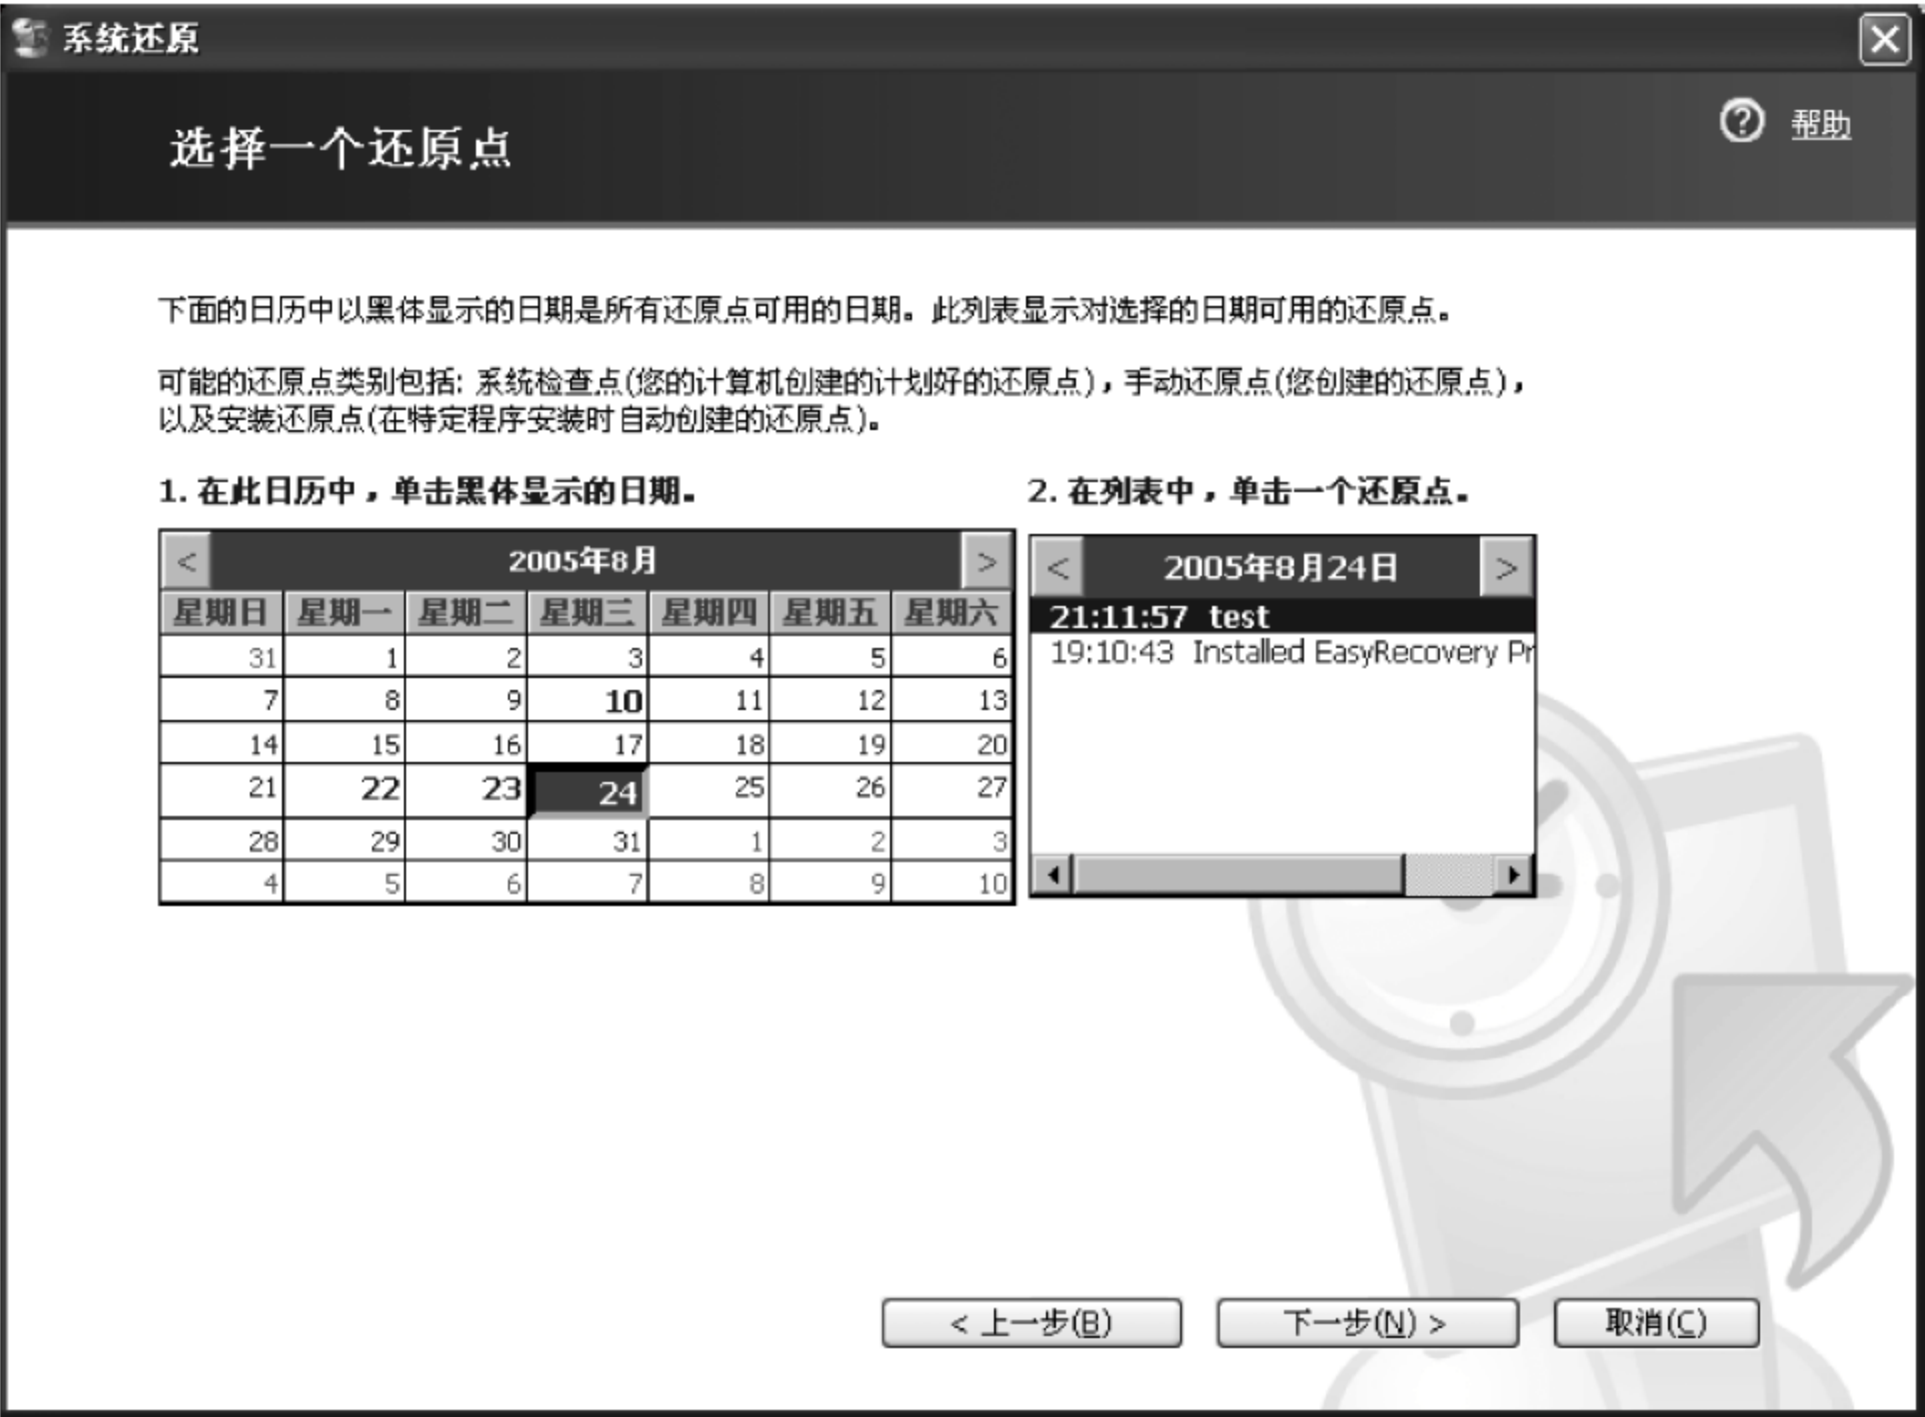 系统还原
选择一个还原点
帮助
下面的日历中以黑体显示的日期是所有还原点可用的日期。此列表显示对选择的日期可用的还原点。
可能的还原点类别包括: 系统检查点(您的计算机创建的计划好的还原点)，手动还原点(您创建的还原点)，
以及安装还原点(在特定程序安装时自动创建的还原点)。
1. 在此日历中，单击黑体显示的日期。
< 2005年8月 >
星期日 星期一 星期二 星期三 星期四 星期五 星期六
31 1 2 3 4 5 6
7 8 9 10 11 12 13
14 15 16 17 18 19 20
21 22 23 24 25 26 27
28 29 30 31 1 2 3
4 5 6 7 8 9 10
2. 在列表中，单击一个还原点。
< 2005年8月24日 >
21:11:57 test
19:10:43 Installed EasyRecovery Pr
< 上一步(B)
下一步(N) >
取消(C)